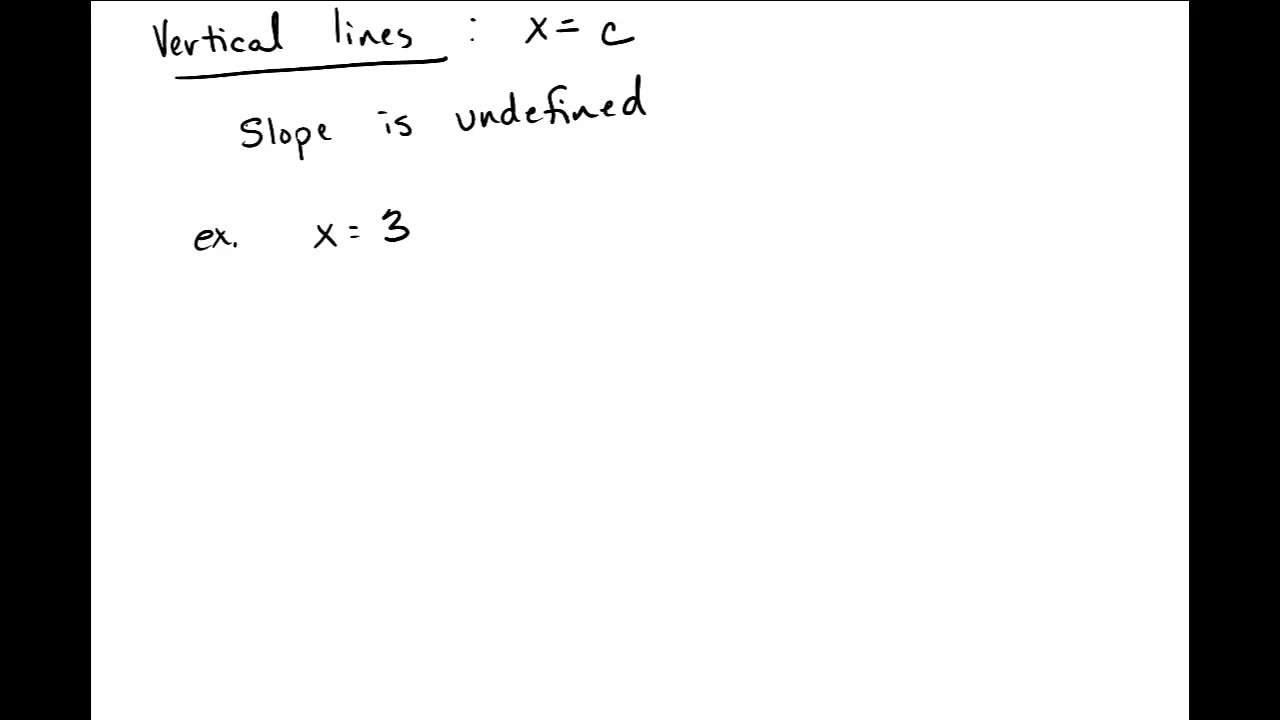 Vertical lines : x = c
Slope is undefined
ex. x = 3